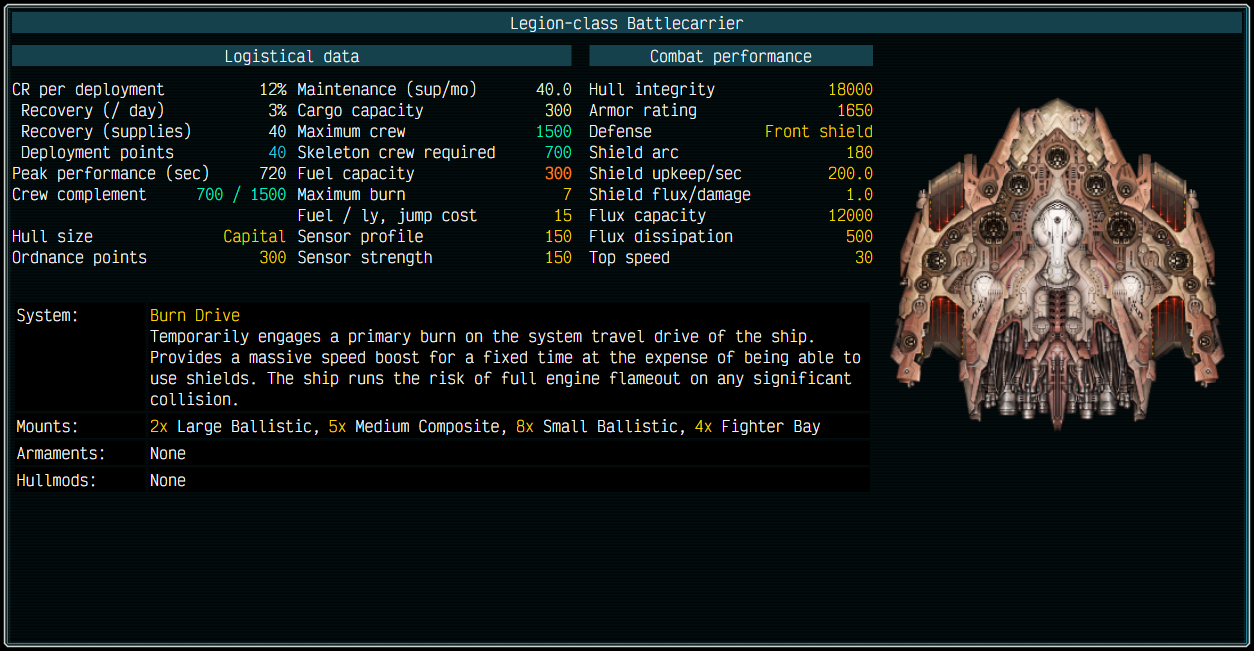 Legion-class Battlecarrier
Logistical data
CR per deployment 12%
Recovery (/ day) 3%
Recovery (supplies) 40
Deployment points 40
Peak performance (sec) 720
Crew complement 700 / 1500
Hull size Capital
Ordnance points 300
Maintenance (sup/mo) 40.0
Cargo capacity 300
Maximum crew 1500
Skeleton crew required 700
Fuel capacity 300
Maximum burn 7
Fuel / ly, jump cost 15
Sensor profile 150
Sensor strength 150
Combat performance
Hull integrity 18000
Armor rating 1650
Defense Front shield
Shield arc 180
Shield upkeep/sec 200.0
Shield flux/damage 1.0
Flux capacity 12000
Flux dissipation 500
Top speed 30
System: Burn Drive
Temporarily engages a primary burn on the system travel drive of the ship.
Provides a massive speed boost for a fixed time at the expense of being able to
use shields. The ship runs the risk of full engine flameout on any significant
collision.
Mounts: 2x Large Ballistic, 5x Medium Composite, 8x Small Ballistic, 4x Fighter Bay
Armaments: None
Hullmods: None